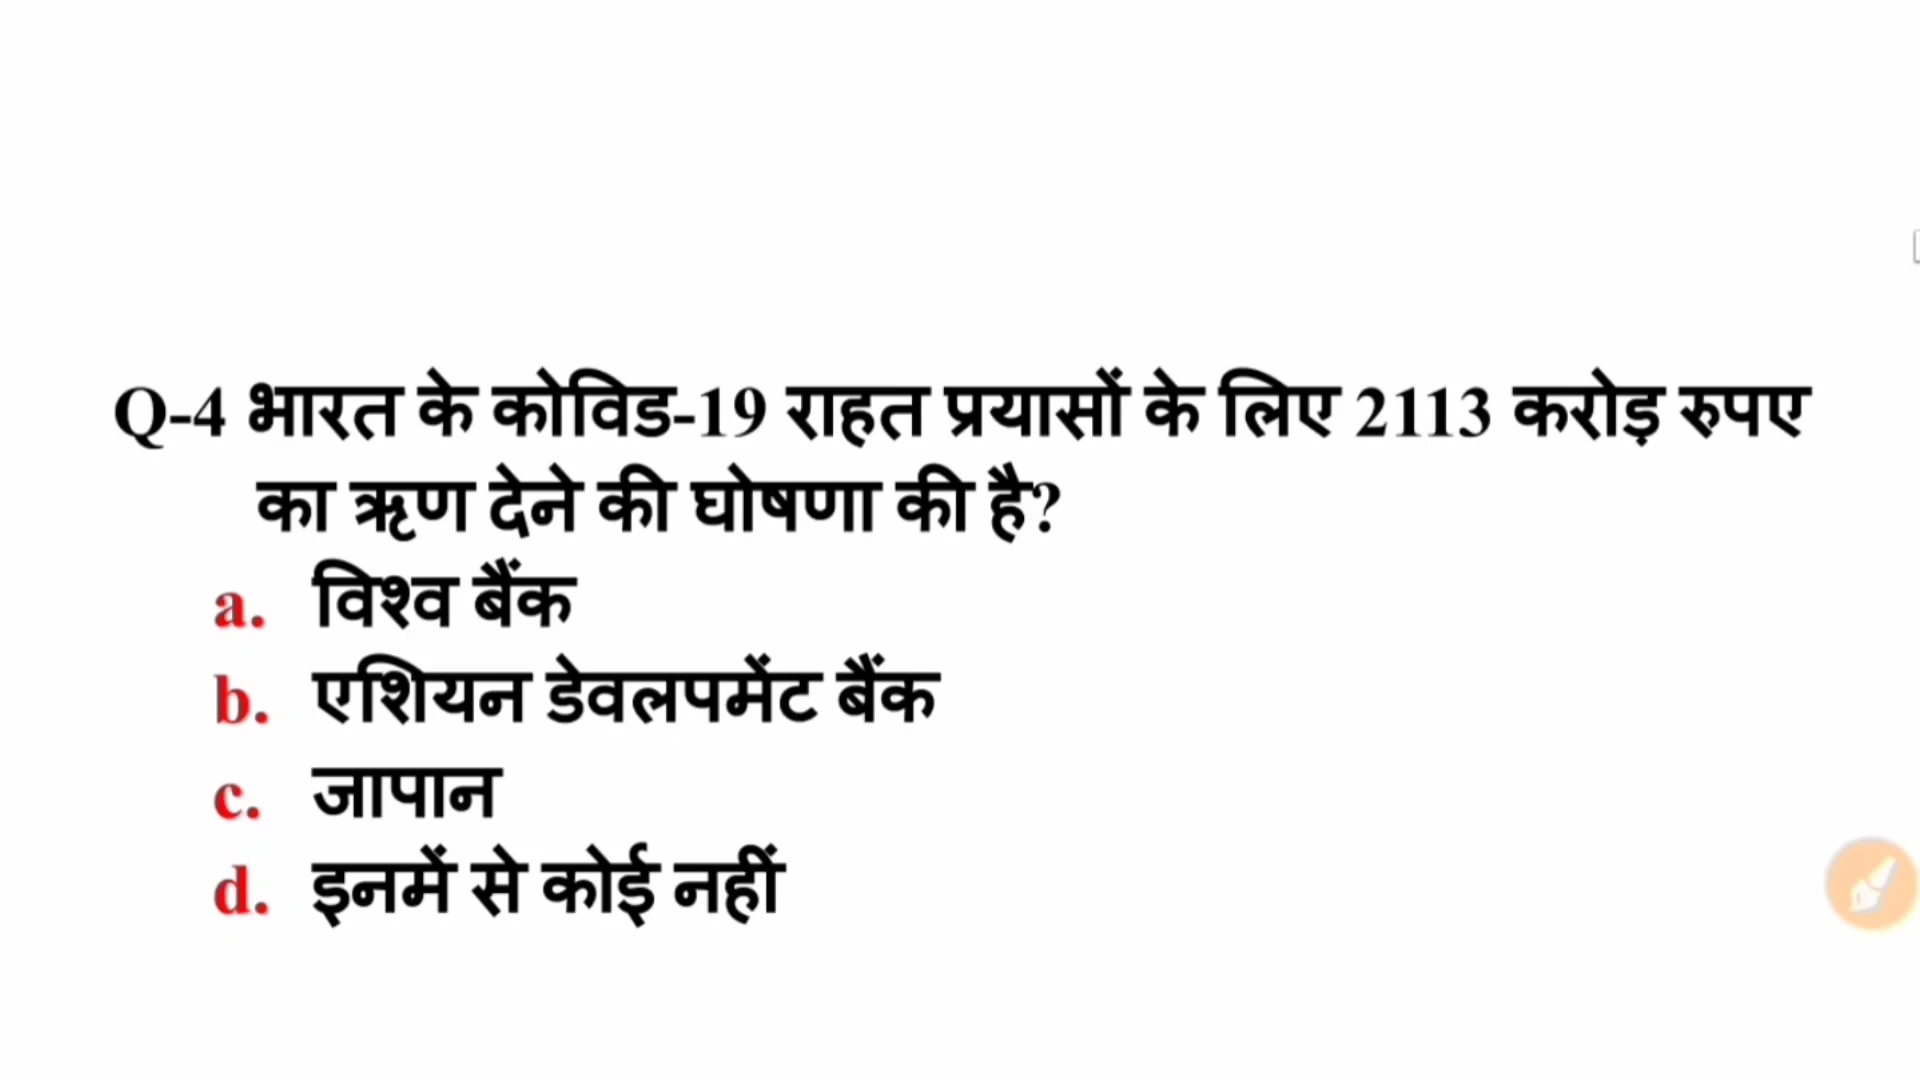 Q-4 भारत के कोविड-19 राहत प्रयासों के लिए 2113 करोड़ रुपए
का ऋण देने की घोषणा की है?
a. विश्व बैंक
b. एशियन डेवलपमेंट बैंक
c. जापान
d. इनमें से कोई नहीं